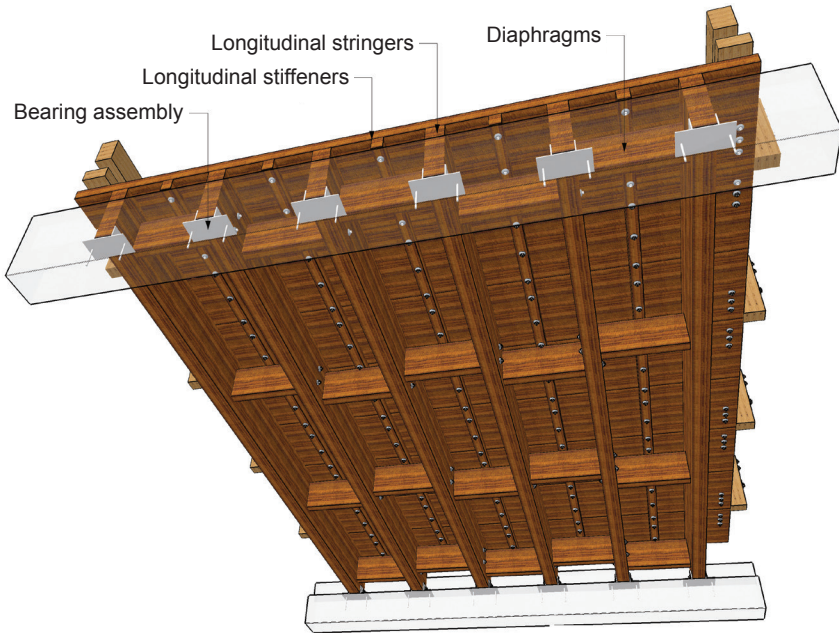 Longitudinal stringers
Diaphragms
Longitudinal stiffeners
Bearing assembly